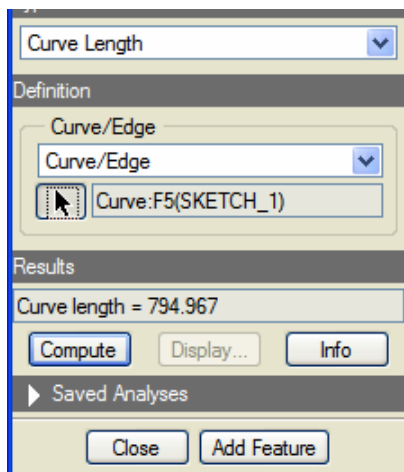 Curve Length
Definition
Curve/Edge
Curve/Edge
Curve:F5(SKETCH_1)
Results
Curve length = 794.967
Compute Display... Info
Saved Analyses
Close Add Feature